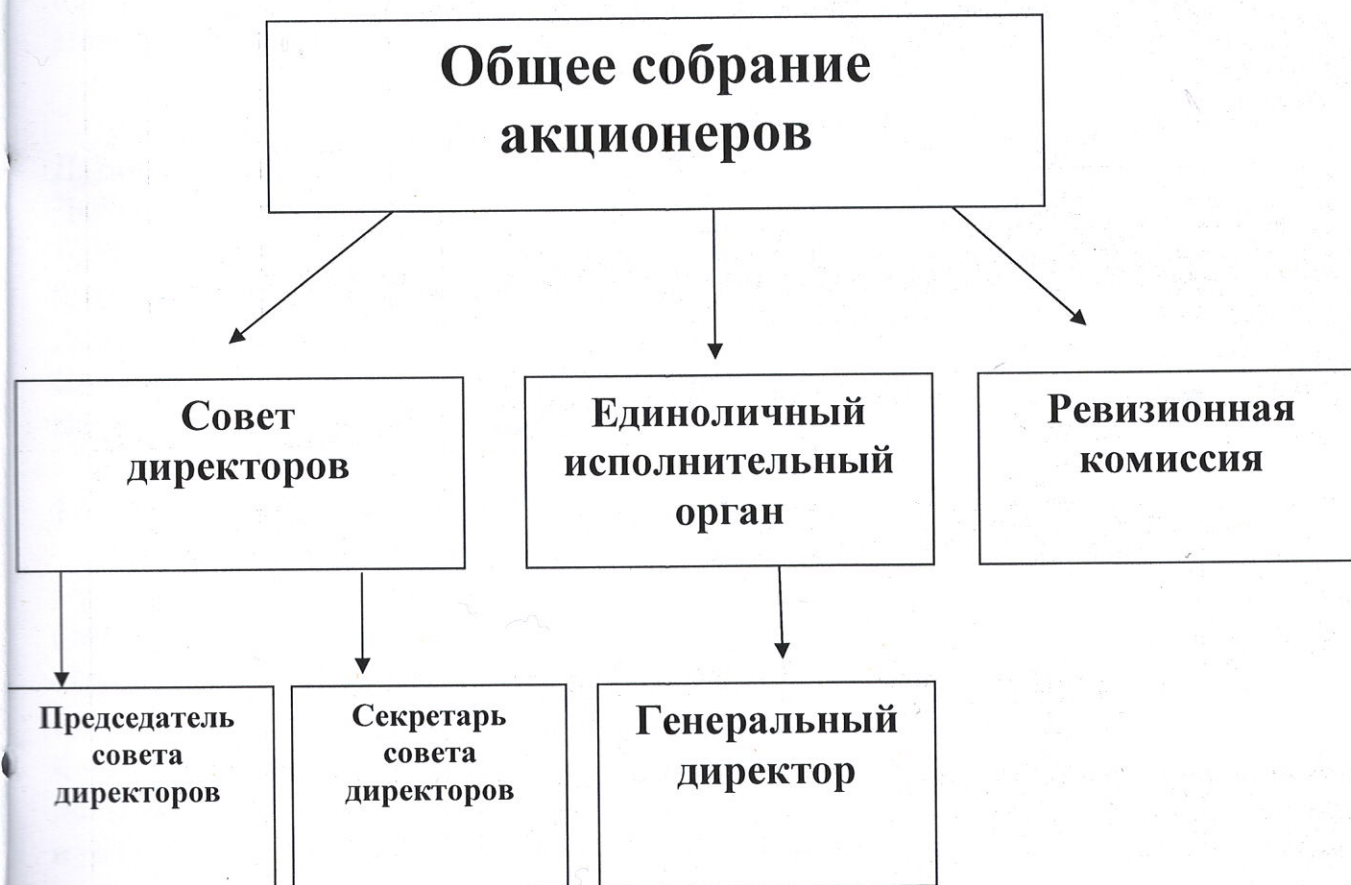 Общее собрание
акционеров
Совет
директоров
Единоличный
исполнительный
орган
Ревизионная
комиссия
Председатель
совета
директоров
Секретарь
совета
директоров
Генеральный
директор